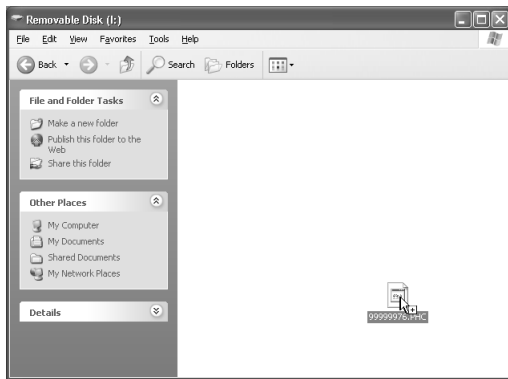 Removable Disk (I:)
File Edit View Favorites Tools Help
Back Search Folders
File and Folder Tasks
Make a new folder
Publish this folder to the
Web
Share this folder
Other Places
My Computer
My Documents
Shared Documents
My Network Places
Details
99999976.PHC